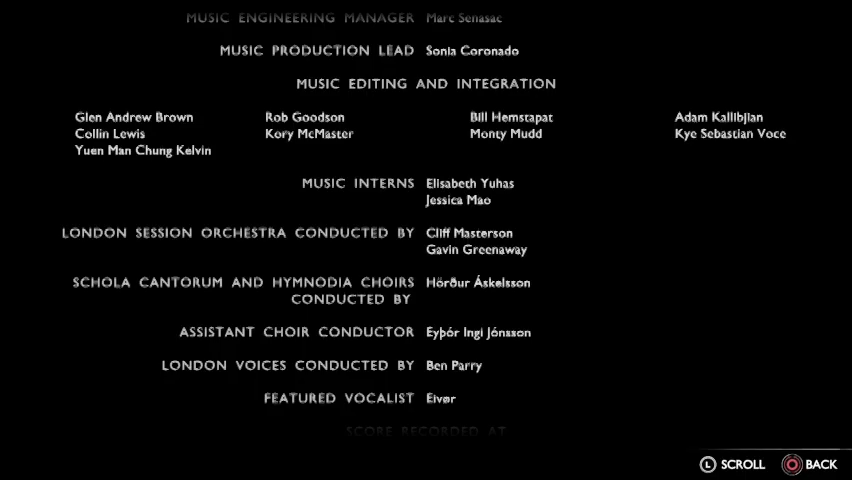 MUSIC ENGINEERING MANAGER Marc Senasac
MUSIC PRODUCTION LEAD Sonia Coronado
MUSIC EDITING AND INTEGRATION
Glen Andrew Brown Rob Goodson Bill Hemstapat Adam Kallibjian
Collin Lewis Kory McMaster Monty Mudd Kye Sebastian Voce
Yuen Man Chung Kelvin
MUSIC INTERNS Elisabeth Yuhas
Jessica Mao
LONDON SESSION ORCHESTRA CONDUCTED BY Cliff Masterson
Gavin Greenaway
SCHOLA CANTORUM AND HYMNODIA CHOIRS Hörður Áskelsson
CONDUCTED BY
ASSISTANT CHOIR CONDUCTOR Eyþór Ingi Jónsson
LONDON VOICES CONDUCTED BY Ben Parry
FEATURED VOCALIST Eivør
SCORE RECORDED AT
L SCROLL BACK